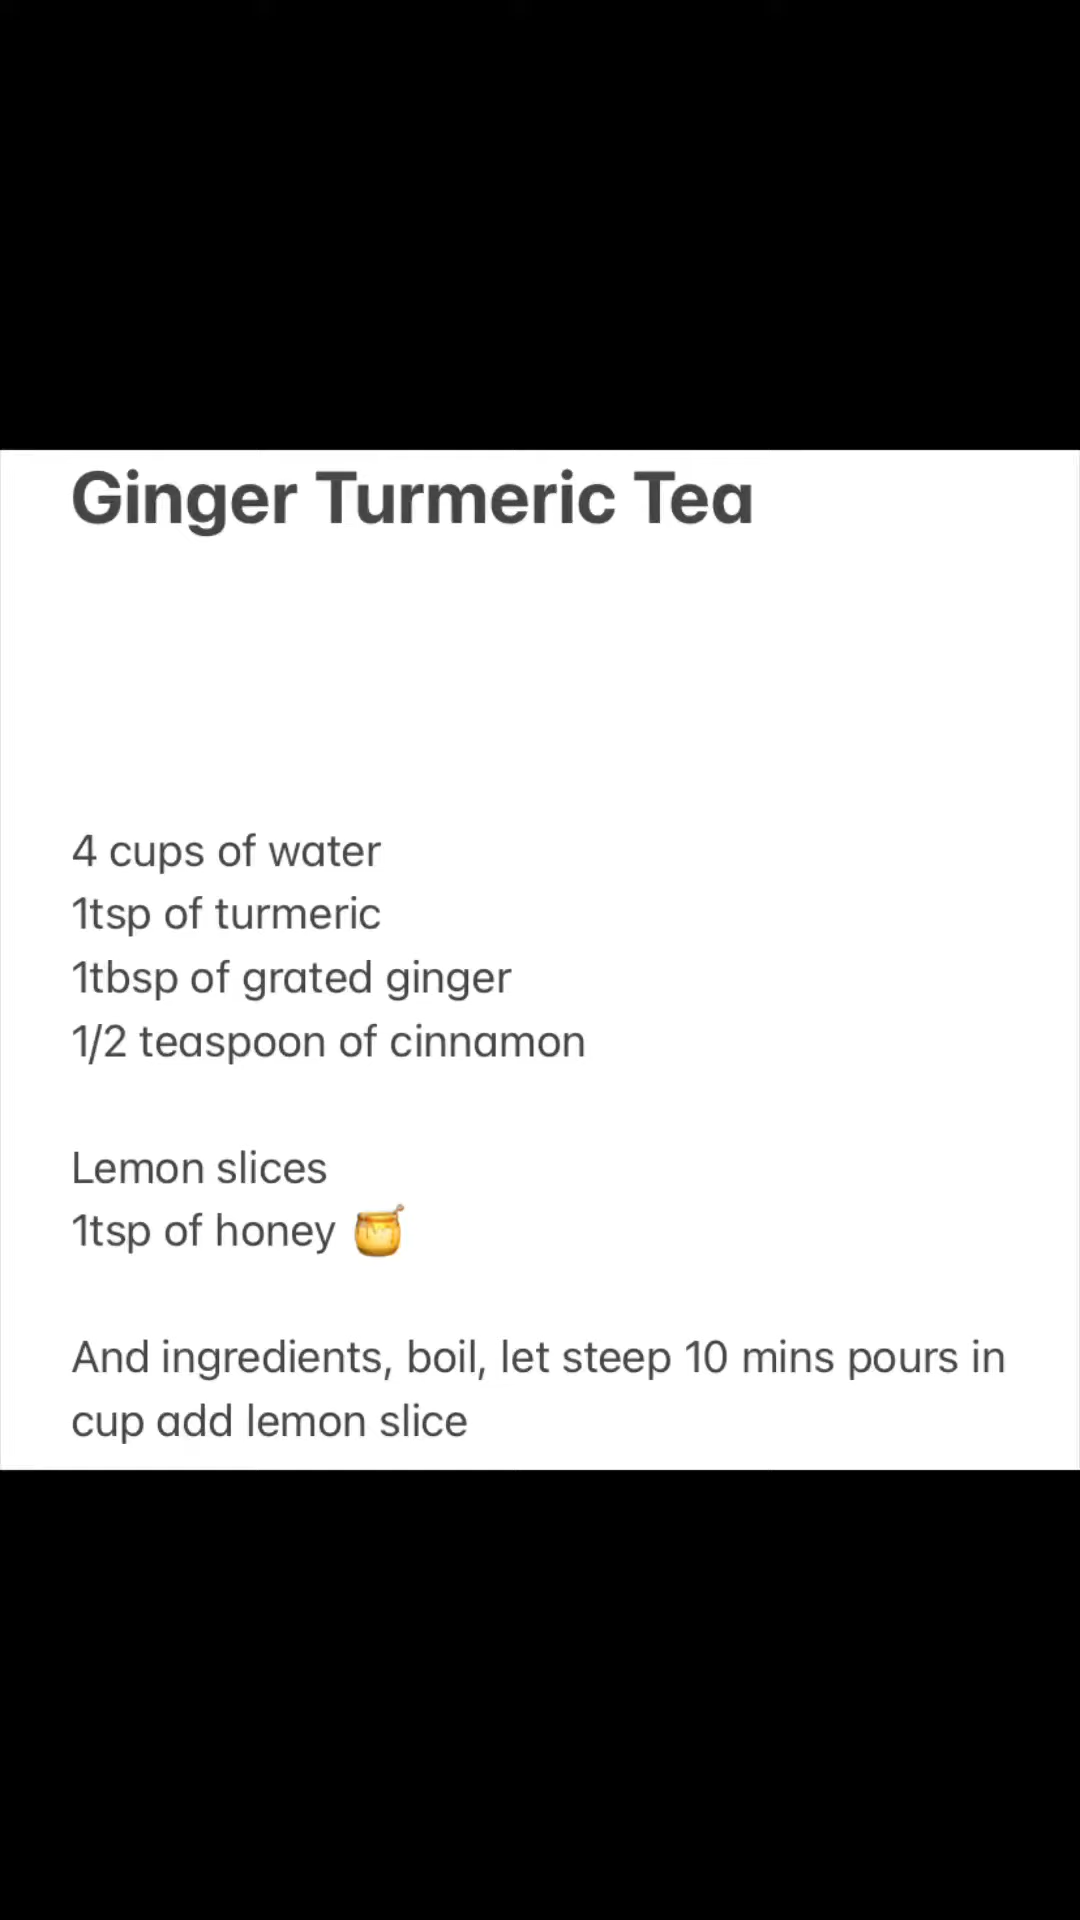 Ginger Turmeric Tea
4 cups of water
1tsp of turmeric
1tbsp of grated ginger
1/2 teaspoon of cinnamon
Lemon slices
1tsp of honey 🍯
And ingredients, boil, let steep 10 mins pours in
cup add lemon slice